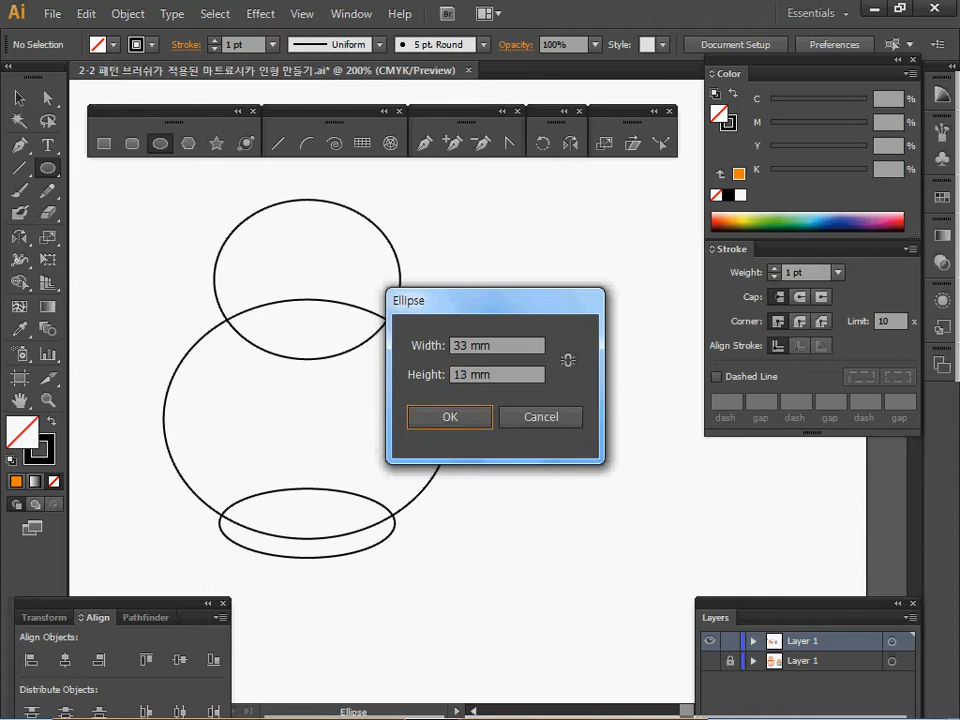 Ai File Edit Object Type Select Effect View Window Help Br Essentials
No Selection Stroke: 1 pt Uniform 5 pt. Round Opacity: 100% Style: Document Setup Preferences
2-2 패턴 브러쉬가 적용된 마트료시카 인형 만들기.ai* @ 200% (CMYK/Preview)
Color
C %
M %
Y %
K %
Stroke
Weight: 1 pt
Cap:
Corner: Limit: 10 x
Align Stroke:
Dashed Line
dash gap dash gap dash gap
Ellipse
Width: 33 mm
Height: 13 mm
OK Cancel
Transform Align Pathfinder
Align Objects:
Distribute Objects:
Layers
Layer 1
Layer 1
Ellipse